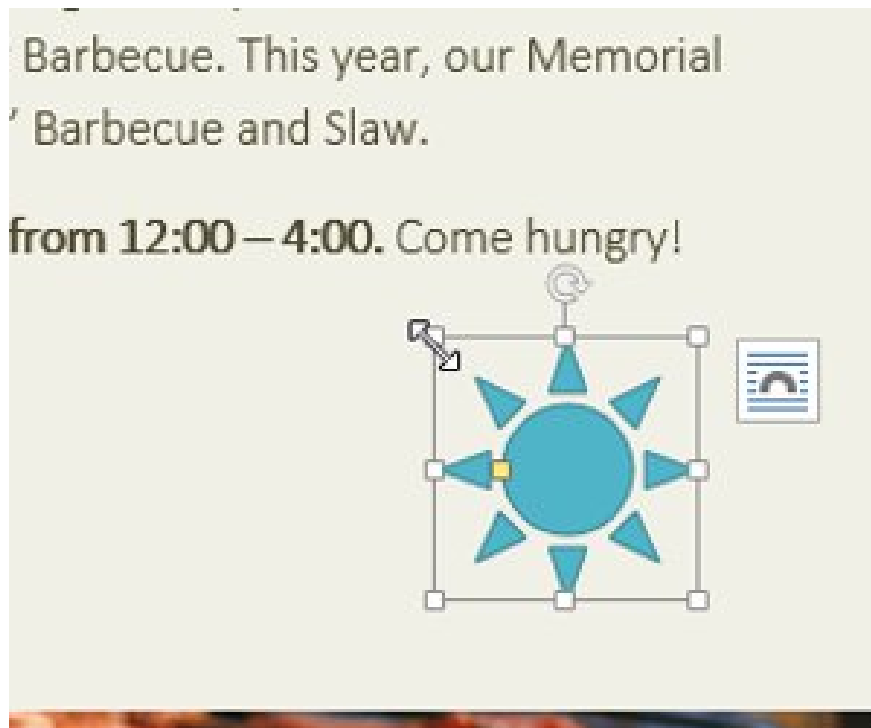 Barbecue. This year, our Memorial
’ Barbecue and Slaw.
from 12:00 – 4:00. Come hungry!